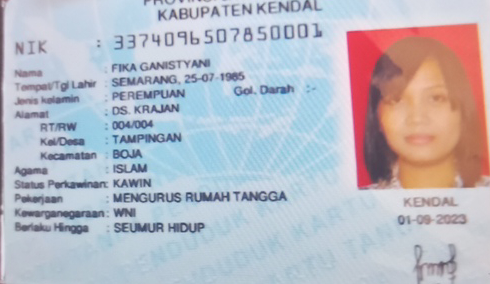 PROVINSI
KABUPATEN KENDAL
NIK : 3374096507850001
Nama : FIKA GANISTYANI
Tempat/Tgl Lahir : SEMARANG, 25-07-1985
Jenis kelamin : PEREMPUAN Gol. Darah :-
Alamat : DS. KRAJAN
RT/RW : 004/004
Kel/Desa : TAMPINGAN
Kecamatan : BOJA
Agama : ISLAM
Status Perkawinan: KAWIN
Pekerjaan : MENGURUS RUMAH TANGGA
Kewarganegaraan : WNI
Berlaku Hingga : SEUMUR HIDUP
KENDAL
01-09-2023